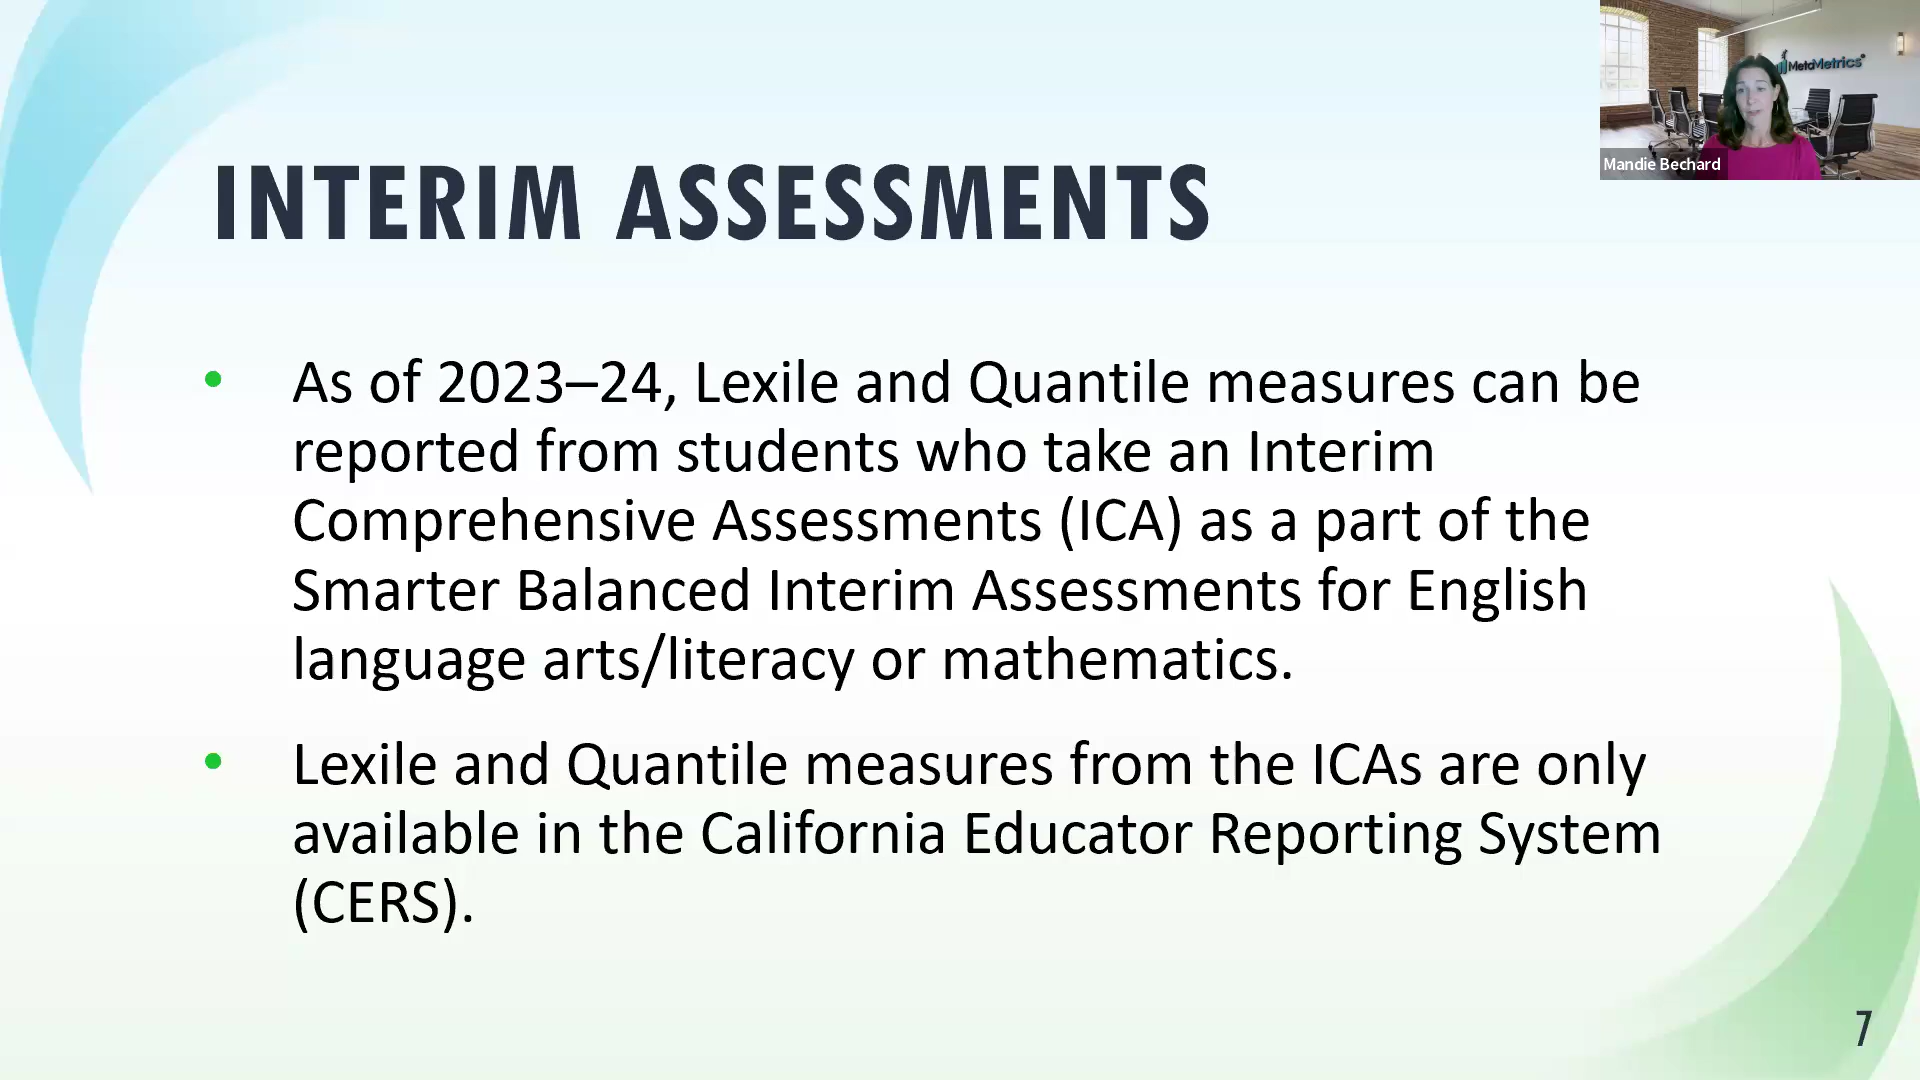 MetaMetrics
Mandie Bechard
INTERIM ASSESSMENTS
• As of 2023–24, Lexile and Quantile measures can be
reported from students who take an Interim
Comprehensive Assessments (ICA) as a part of the
Smarter Balanced Interim Assessments for English
language arts/literacy or mathematics.
• Lexile and Quantile measures from the ICAs are only
available in the California Educator Reporting System
(CERS).
7